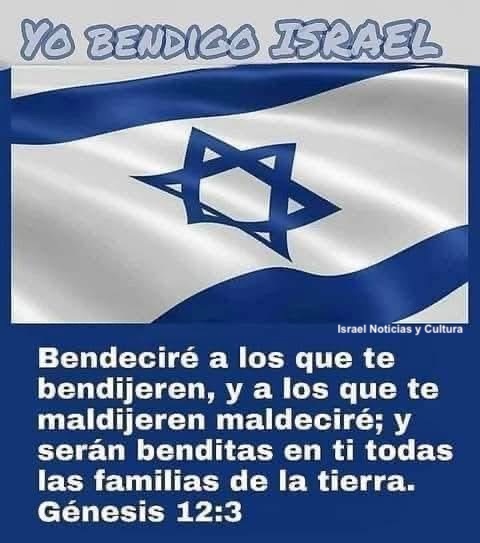 Yo BENDIGO ISRAEL
Israel Noticias y Cultura
Bendeciré a los que te
bendijeren, y a los que te
maldijeren maldeciré; y
serán benditas en ti todas
las familias de la tierra.
Génesis 12:3